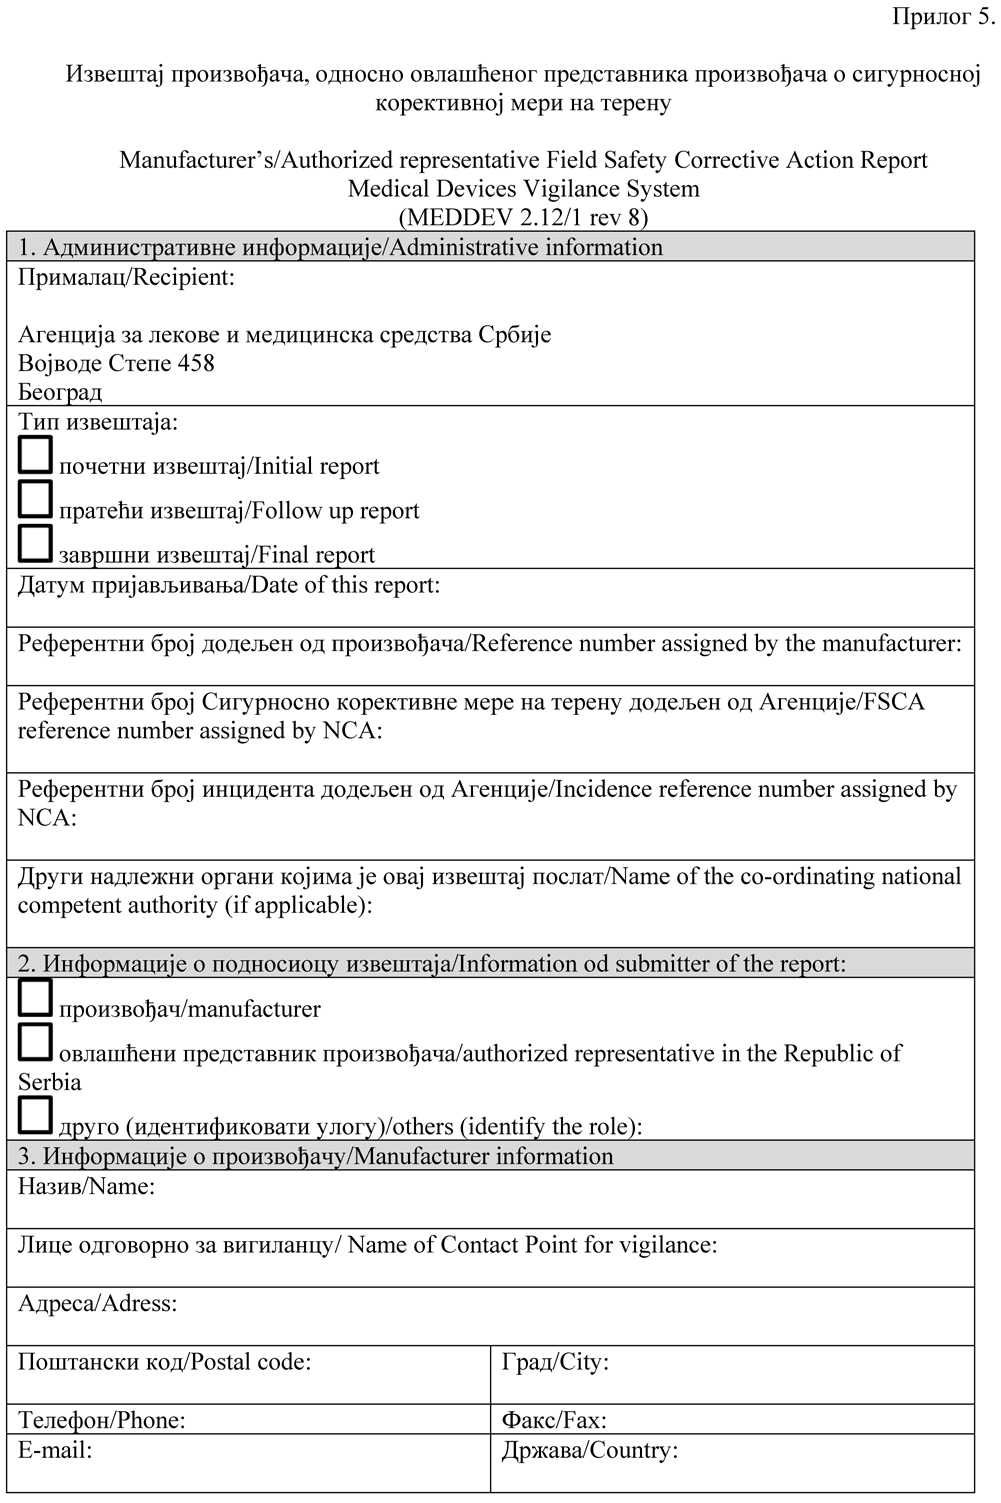 Прилог 5.
Извештај произвођача, односно овлашћеног представника произвођача о сигурносној
корективној мери на терену
Manufacturer’s/Authorized representative Field Safety Corrective Action Report
Medical Devices Vigilance System
(MEDDEV 2.12/1 rev 8)
1. Административне информације/Administrative information
Прималац/Recipient:
Агенција за лекове и медицинска средства Србије
Војводе Степе 458
Београд
Тип извештаја:
почетни извештај/Initial report
пратећи извештај/Follow up report
завршни извештај/Final report
Датум пријављивања/Date of this report:
Референтни број додељен од произвођача/Reference number assigned by the manufacturer:
Референтни број Сигурносно корективне мере на терену додељен од Агенције/FSCA
reference number assigned by NCA:
Референтни број инцидента додељен од Агенције/Incidence reference number assigned by
NCA:
Други надлежни органи којима је овај извештај послат/Name of the co-ordinating national
competent authority (if applicable):
2. Информације о подносиоцу извештаја/Information od submitter of the report:
произвођач/manufacturer
овлашћени представник произвођача/authorized representative in the Republic of
Serbia
друго (идентификовати улогу)/others (identify the role):
3. Информације о произвођачу/Manufacturer information
Назив/Name:
Лице одговорно за вигиланцу/ Name of Contact Point for vigilance:
Адреса/Adress:
Поштански код/Postal code:
Град/City:
Телефон/Phone:
Факс/Fax:
E-mail:
Држава/Country: